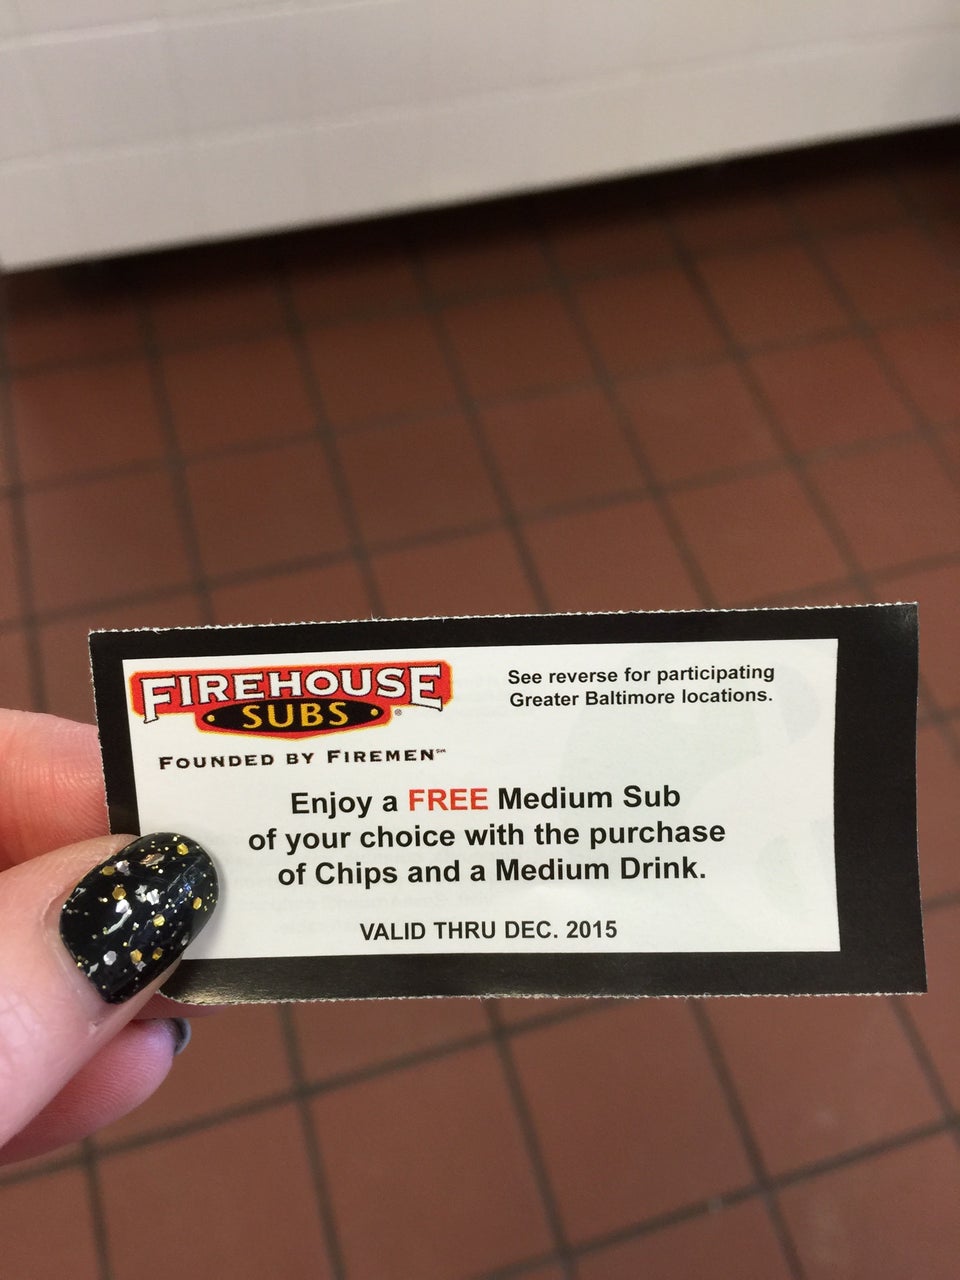 FIREHOUSE
SUBS®
FOUNDED BY FIREMEN℠
See reverse for participating
Greater Baltimore locations.
Enjoy a FREE Medium Sub
of your choice with the purchase
of Chips and a Medium Drink.
VALID THRU DEC. 2015